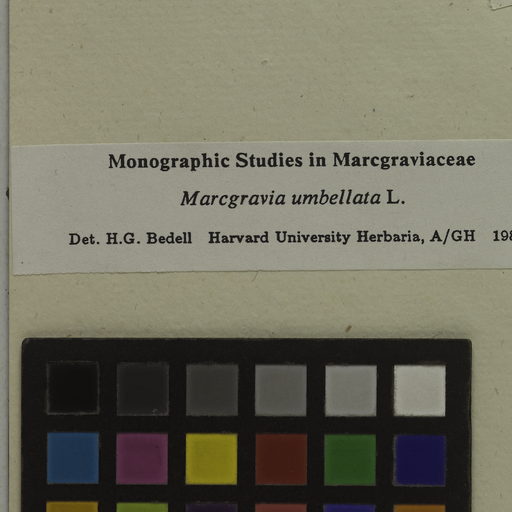 Monographic Studies in Marcgraviaceae
Marcgravia umbellata L.
Det. H.G. Bedell Harvard University Herbaria, A/GH